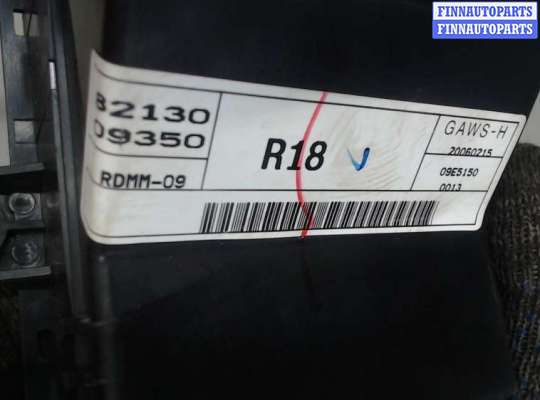 FINNAUTOPARTS
FINNAUTOPARTS
82130
09350
RDMM-09
R18
GAWS-H
20060215
09E5150
0013